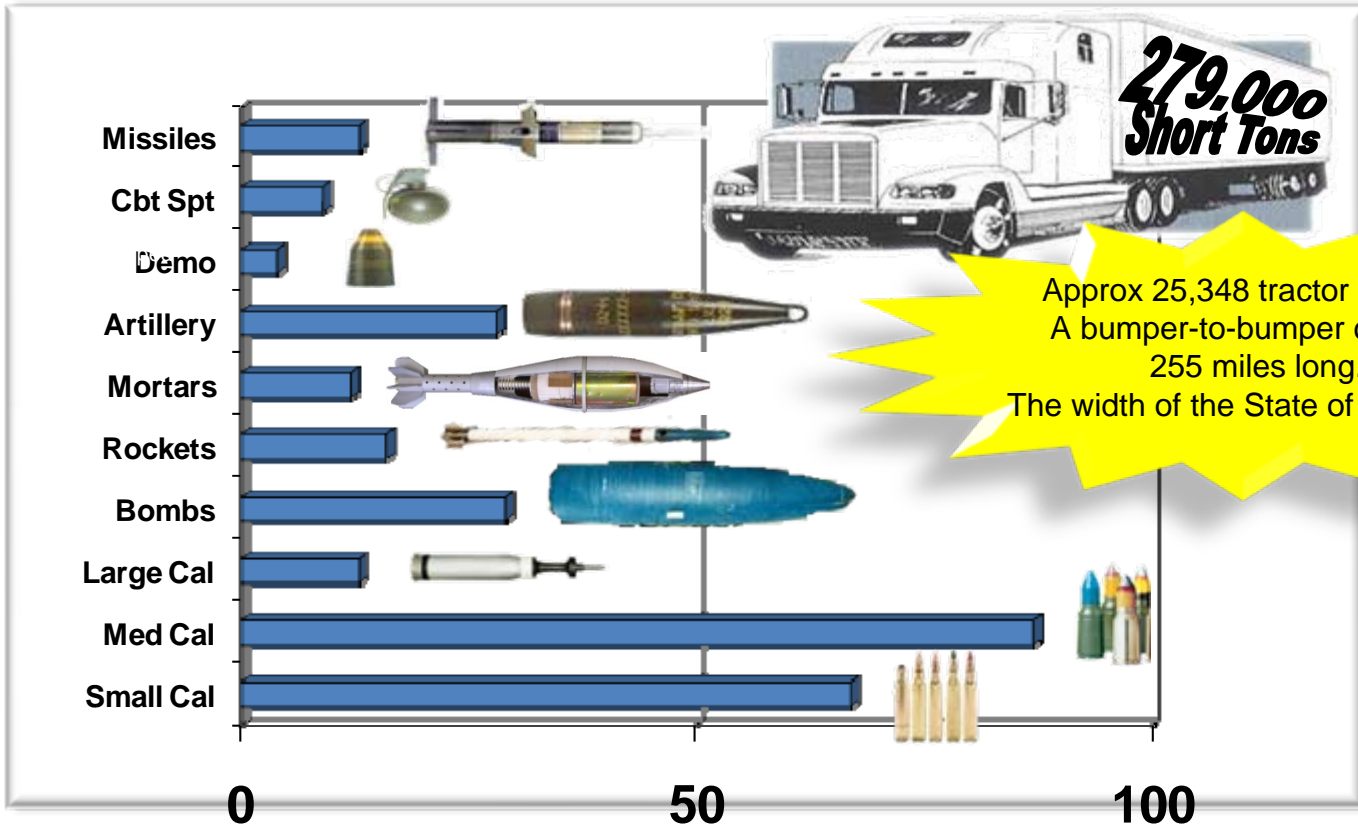 279,000
Short Tons
Missiles
Cbt Spt
Demo
Artillery
Mortars
Rockets
Bombs
Large Cal
Med Cal
Small Cal
Approx 25,348 tractor
A bumper-to-bumper
255 miles long
The width of the State of
0 50 100